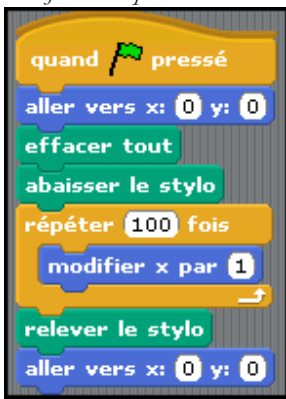 quand pressé
aller vers x: 0 y: 0
effacer tout
abaisser le stylo
répéter 100 fois
modifier x par 1
relever le stylo
aller vers x: 0 y: 0